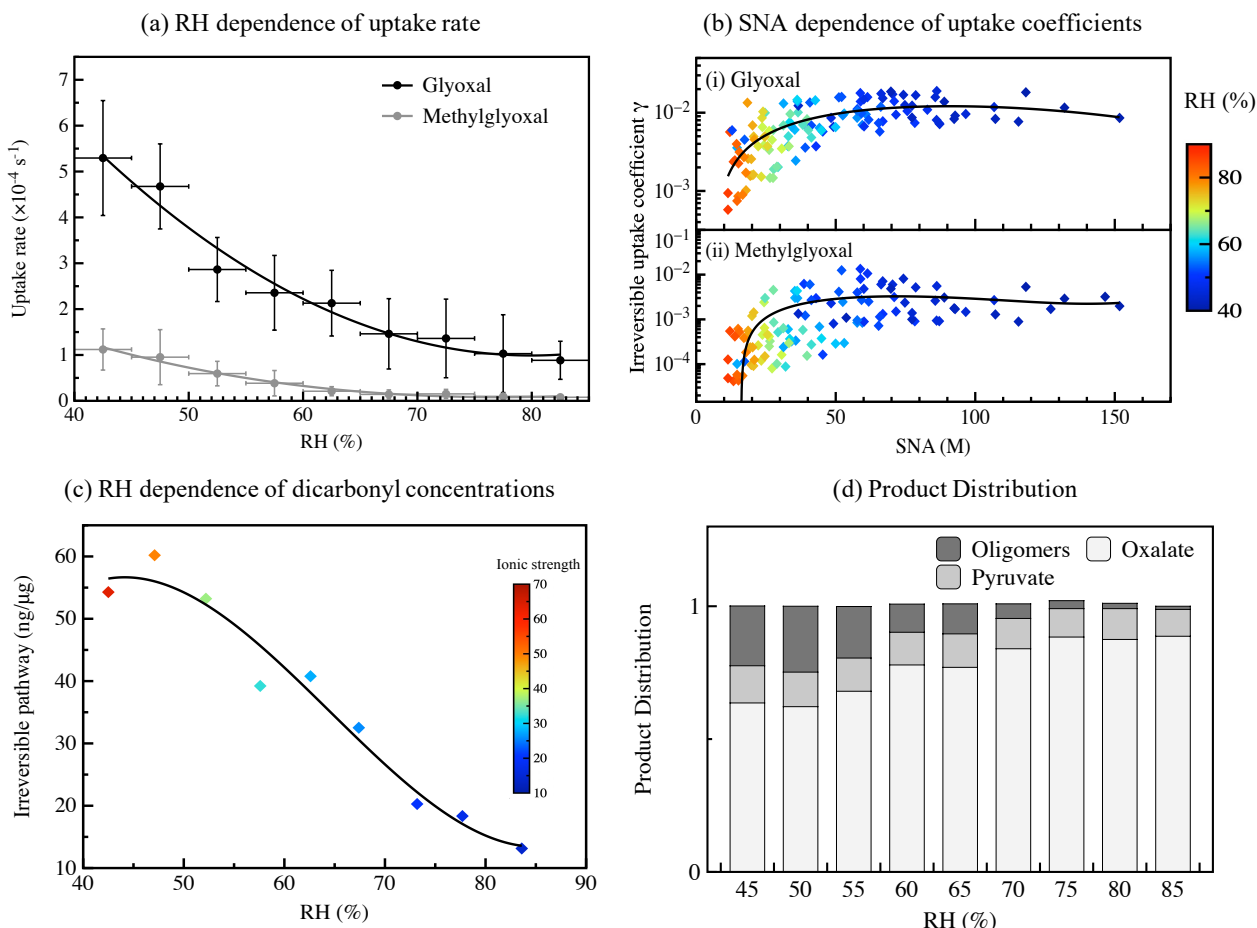 (a) RH dependence of uptake rate
Uptake rate (×10⁻⁴ s⁻¹)
7
6
5
4
3
2
1
0
Glyoxal
Methylglyoxal
40 50 60 70 80
RH (%)
(b) SNA dependence of uptake coefficients
Irreversible uptake coefficient γ
(i) Glyoxal
10⁻²
10⁻³
(ii) Methylglyoxal
10⁻¹
10⁻²
10⁻³
10⁻⁴
0 50 100 150
SNA (M)
RH (%)
80
60
40
(c) RH dependence of dicarbonyl concentrations
Irreversible pathway (ng/μg)
60
50
40
30
20
10
40 50 60 70 80 90
RH (%)
Ionic strength
70
60
50
40
30
20
10
(d) Product Distribution
Product Distribution
1
0
Oligomers Oxalate
Pyruvate
45 50 55 60 65 70 75 80 85
RH (%)